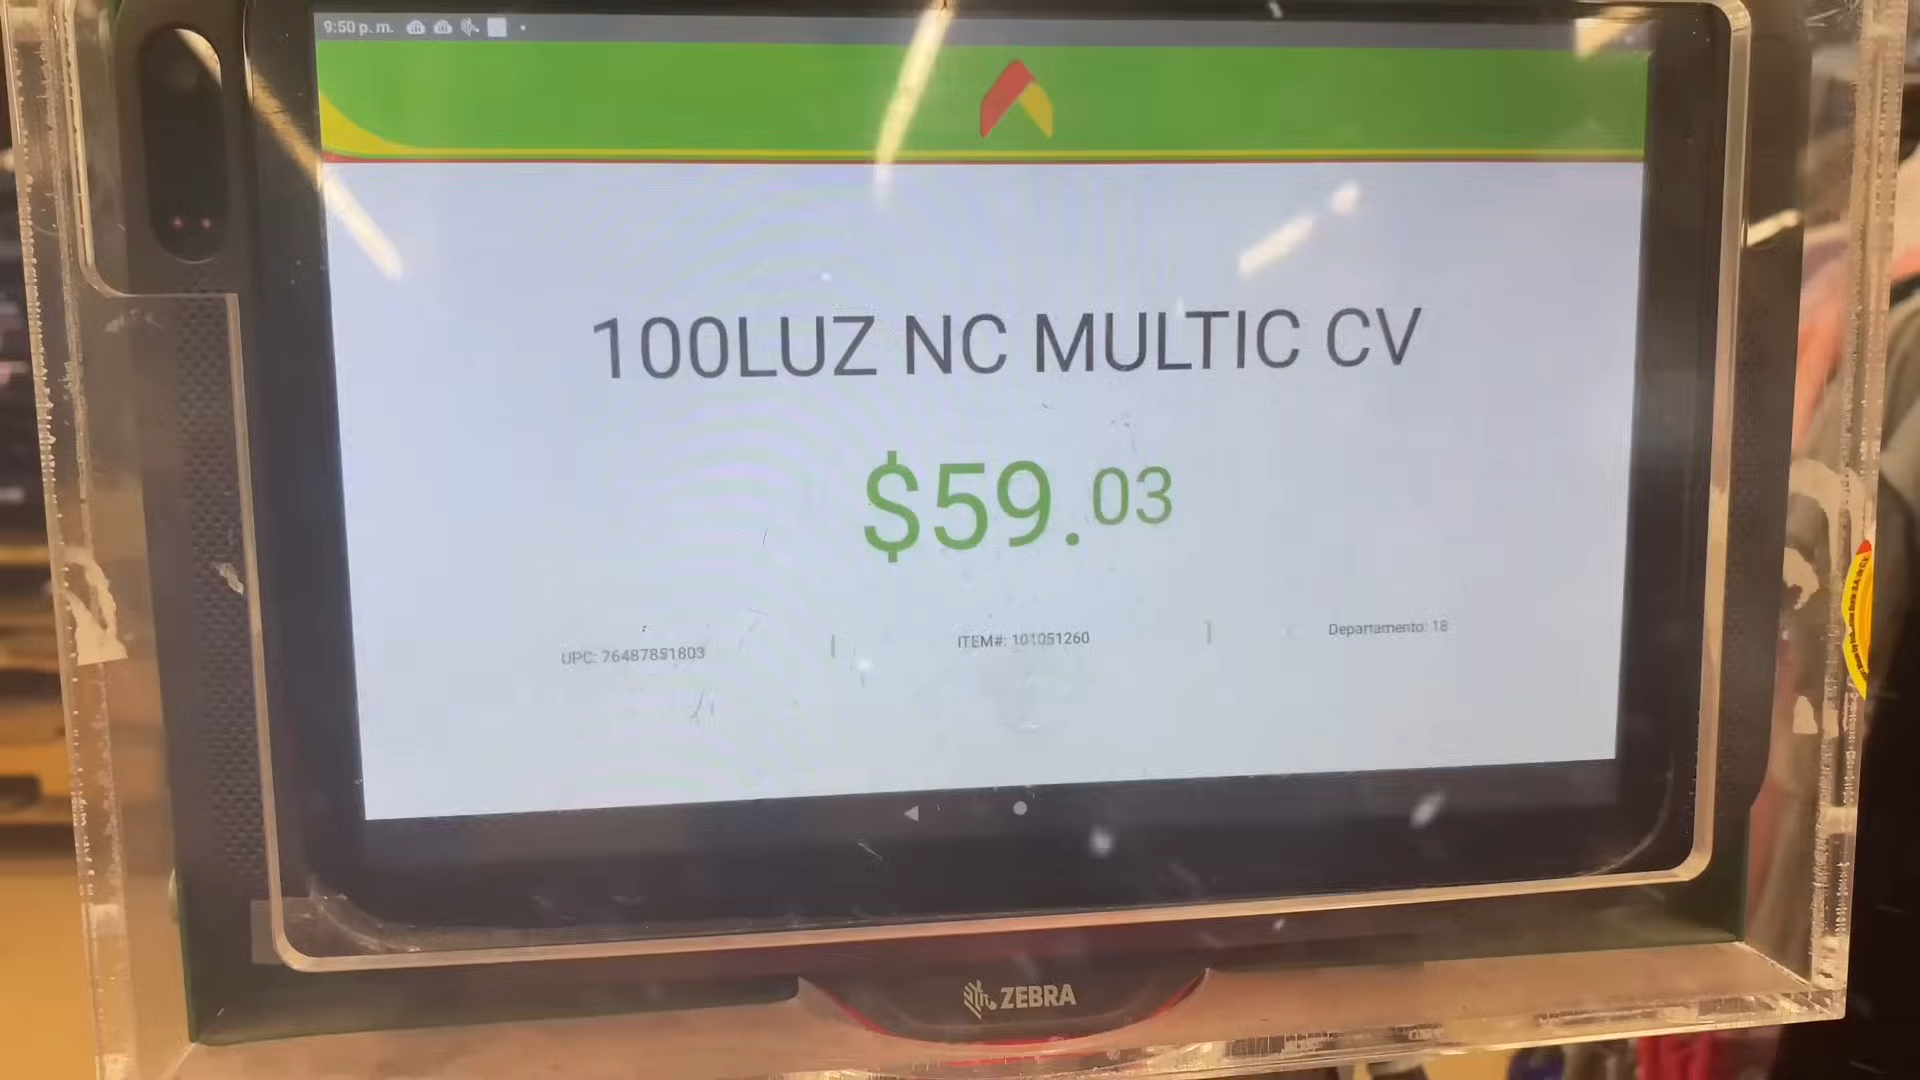 9:50 p. m.
100LUZ NC MULTIC CV
$59.03
UPC: 76487851803 | ITEM#: 101051260 | Departamento: 18
ZEBRA